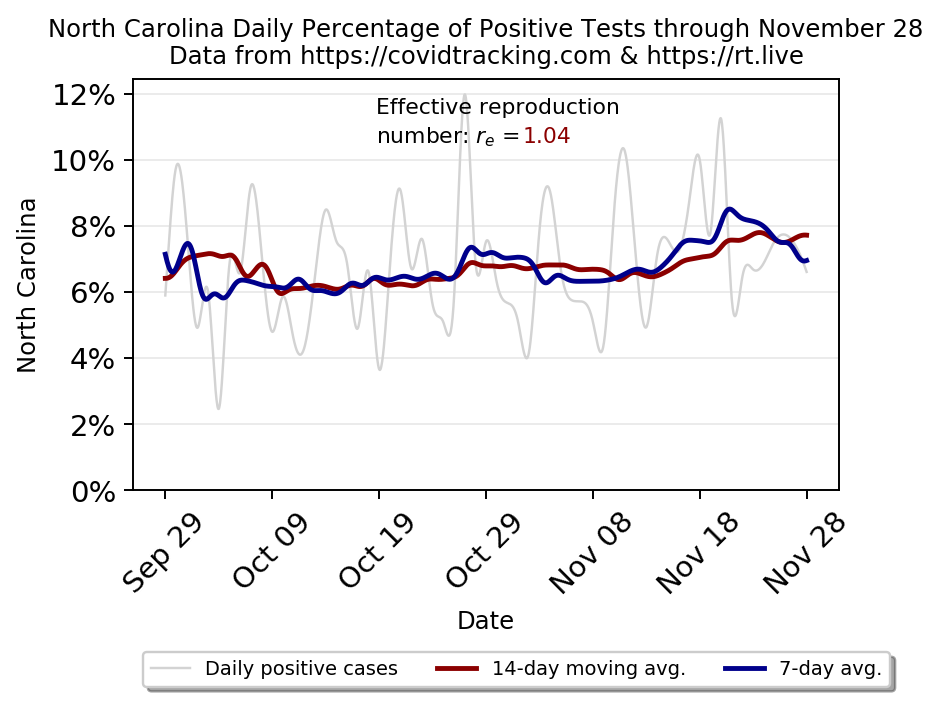 North Carolina Daily Percentage of Positive Tests through November 28
Data from https://covidtracking.com & https://rt.live
12%
10%
8%
6%
4%
2%
0%
North Carolina
Effective reproduction
number: rₑ =1.04
Sep 29
Oct 09
Oct 19
Oct 29
Nov 08
Nov 18
Nov 28
Date
Daily positive cases
14-day moving avg.
7-day avg.